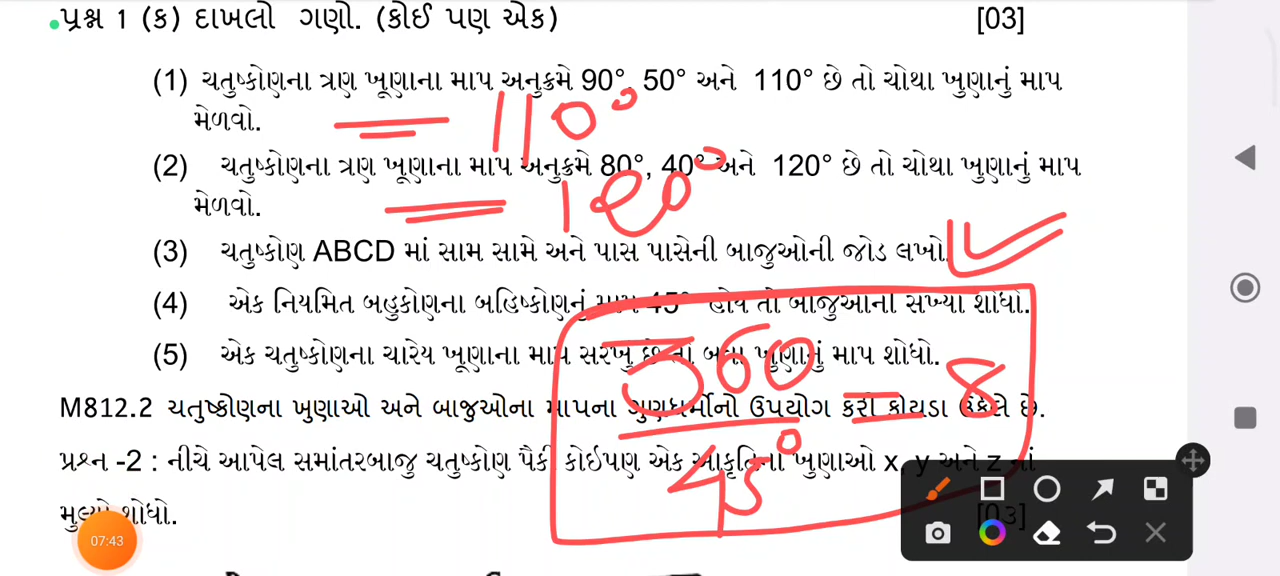 પ્રશ્ન 1 (ક) દાખલો ગણો. (કોઈ પણ એક) [03]
(1) ચતુષ્કોણના ત્રણ ખૂણાના માપ અનુક્રમે 90°, 50° અને 110° છે તો ચોથા ખુણાનું માપ
મેળવો. = 110°
(2) ચતુષ્કોણના ત્રણ ખૂણાના માપ અનુક્રમે 80°, 40° અને 120° છે તો ચોથા ખુણાનું માપ
મેળવો. = 120°
(3) ચતુષ્કોણ ABCD માં સામ સામે અને પાસ પાસેની બાજુઓની જોડ લખો.
(4) એક નિયમિત બહુકોણના બહિષ્કોણનું માપ 45° હોય તો બાજુઓની સંખ્યા શોધો.
(5) એક ચતુષ્કોણના ચારેય ખૂણાના માપ સરખુ છે તો બધા ખુણાનું માપ શોધો.
360
= 8
45°
M812.2 ચતુષ્કોણના ખુણાઓ અને બાજુઓના માપના ગુણધર્મોનો ઉપયોગ કરી કોયડા ઉકેલે છે.
પ્રશ્ન -2 : નીચે આપેલ સમાંતરબાજુ ચતુષ્કોણ પૈકી કોઇપણ એક આકૃતિના ખુણાઓ x, y અને z નાં
મુલ્યો શોધો. [03]
07:43